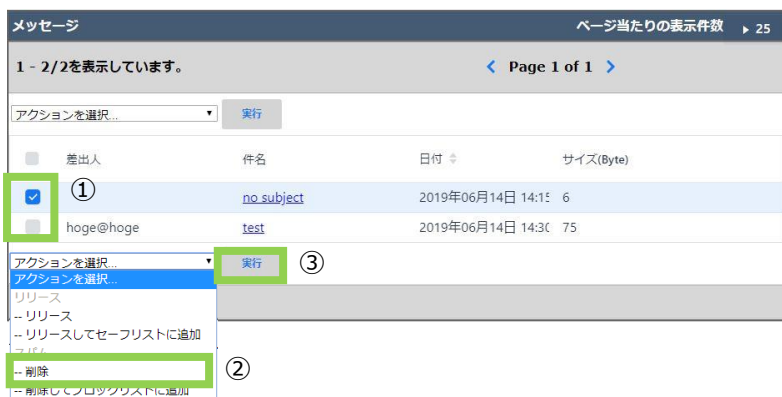 メッセージ ページ当たりの表示件数 ▸ 25
1 - 2/2を表示しています。 < Page 1 of 1 >
アクションを選択... 実行
差出人 件名 日付 サイズ(Byte)
① no subject 2019年06月14日 14:15 6
hoge@hoge test 2019年06月14日 14:30 75
アクションを選択... 実行 ③
アクションを選択...
リリース
-- リリース
-- リリースしてセーフリストに追加
スパム
-- 削除 ②
-- 削除してブロックリストに追加